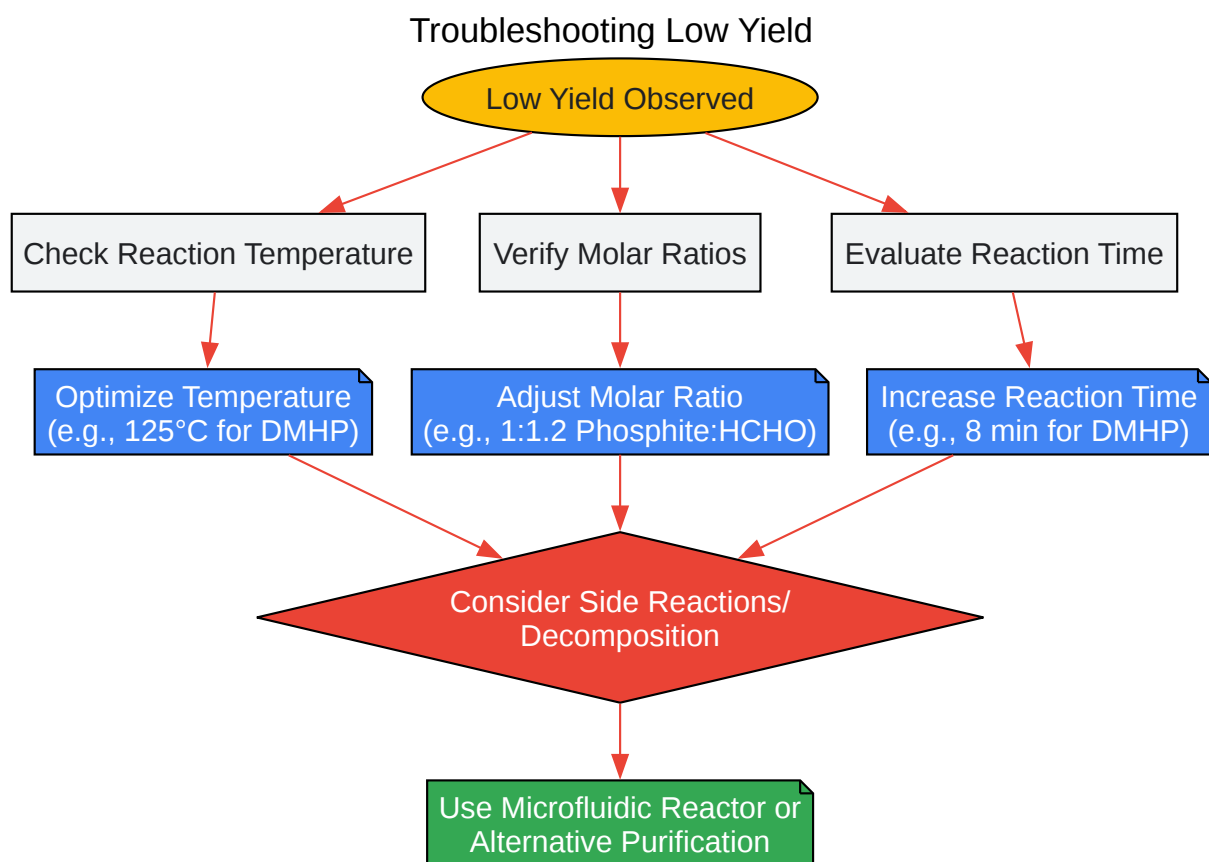 Troubleshooting Low Yield
Low Yield Observed
Check Reaction Temperature
Verify Molar Ratios
Evaluate Reaction Time
Optimize Temperature
(e.g., 125°C for DMHP)
Adjust Molar Ratio
(e.g., 1:1.2 Phosphite:HCHO)
Increase Reaction Time
(e.g., 8 min for DMHP)
Consider Side Reactions/
Decomposition
Use Microfluidic Reactor or
Alternative Purification